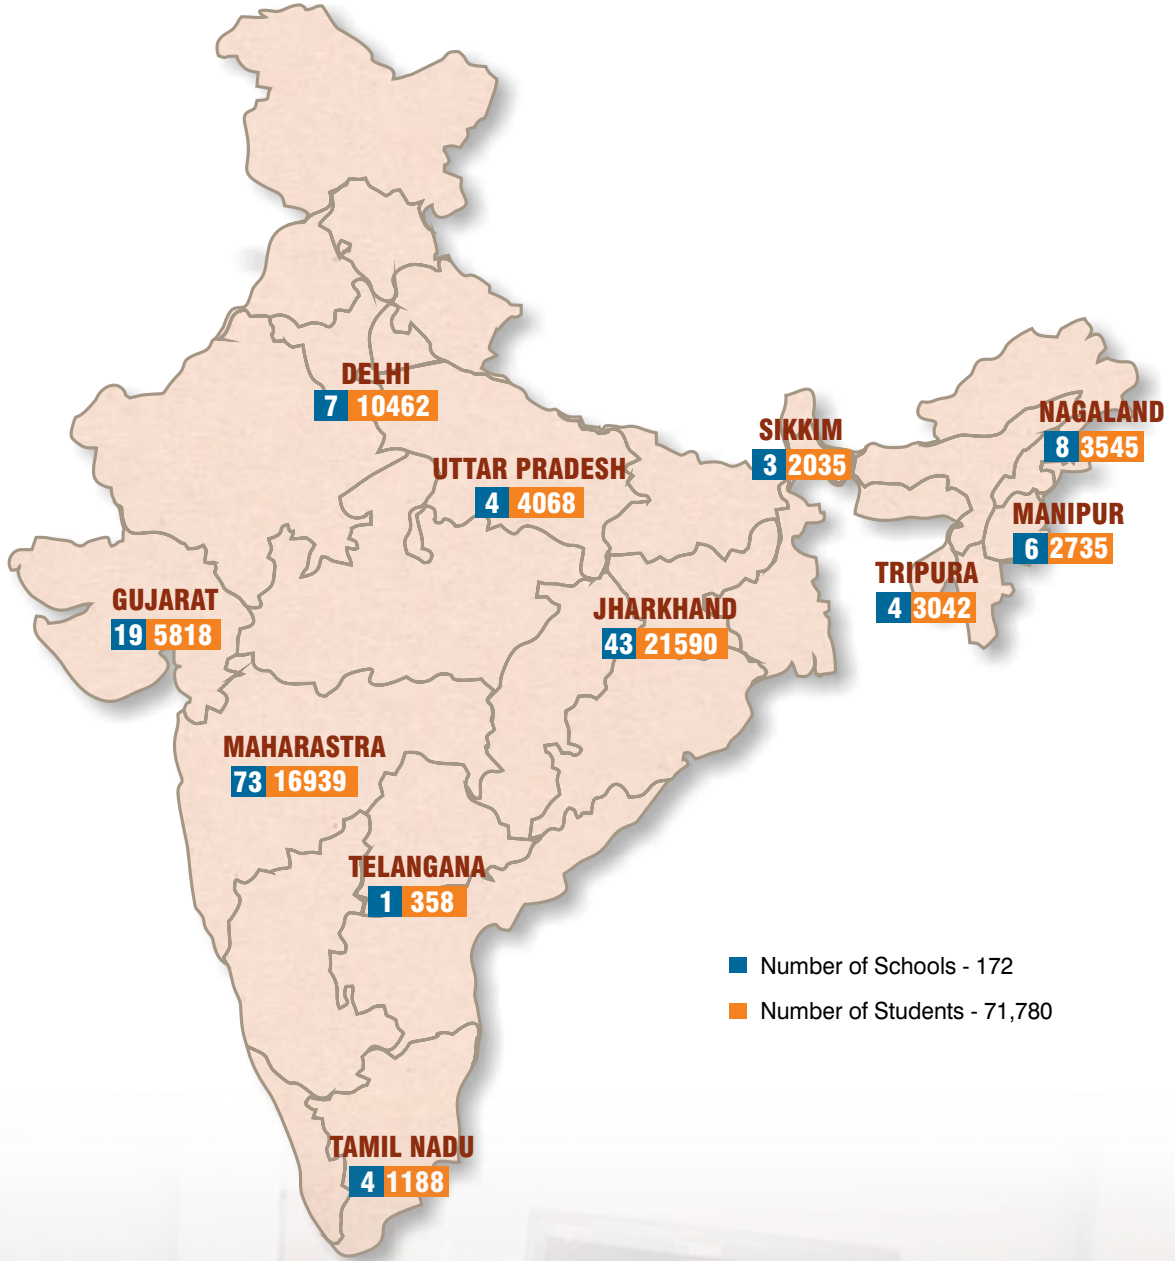 DELHI
7 10462
SIKKIM
3 2035
NAGALAND
8 3545
UTTAR PRADESH
4 4068
MANIPUR
6 2735
TRIPURA
4 3042
GUJARAT
19 5818
JHARKHAND
43 21590
MAHARASTRA
73 16939
TELANGANA
1 358
Number of Schools - 172
Number of Students - 71,780
TAMIL NADU
4 1188